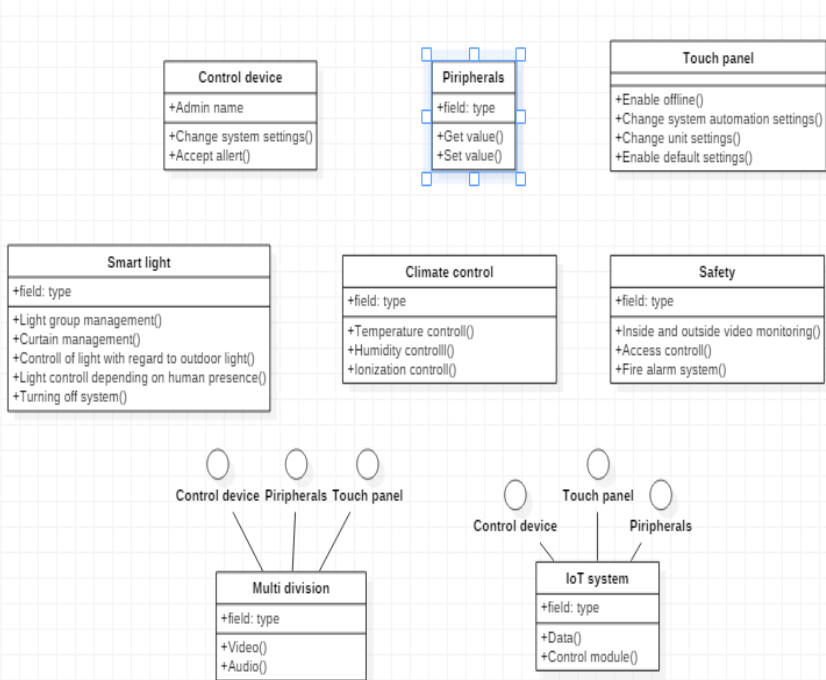 Control device
+Admin name
+Change system settings()
+Accept allert()
Piripherals
+field: type
+Get value()
+Set value()
Touch panel
+Enable offline()
+Change system automation settings()
+Change unit settings()
+Enable default settings()
Smart light
+field: type
+Light group management()
+Curtain management()
+Controll of light with regard to outdoor light()
+Light controll depending on human presence()
+Turning off system()
Climate control
+field: type
+Temperature controll()
+Humidity controlll()
+Ionization controll()
Safety
+field: type
+Inside and outside video monitoring()
+Access controll()
+Fire alarm system()
Control device
Piripherals
Touch panel
Multi division
+field: type
+Video()
+Audio()
Control device
Touch panel
Piripherals
IoT system
+field: type
+Data()
+Control module()